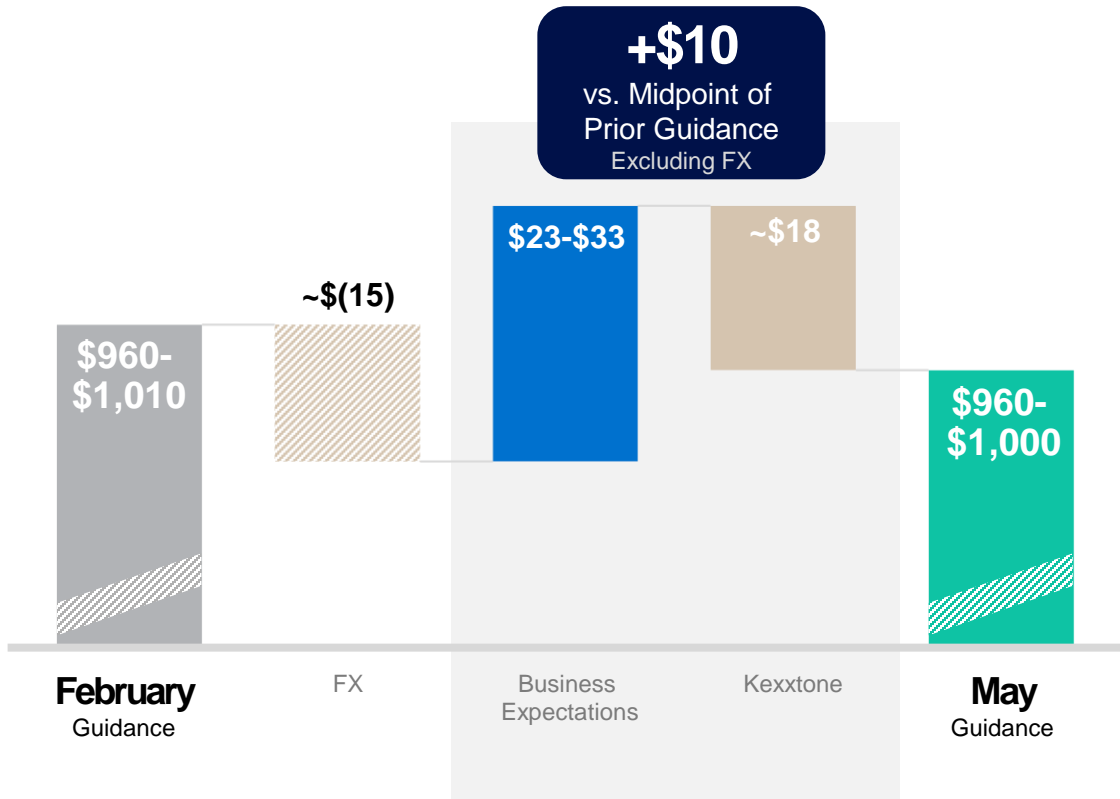 +$10
vs. Midpoint of
Prior Guidance
Excluding FX
$960-
$1,010
~$(15)
$23-$33
~$18
$960-
$1,000
February
Guidance
FX
Business
Expectations
Kexxtone
May
Guidance